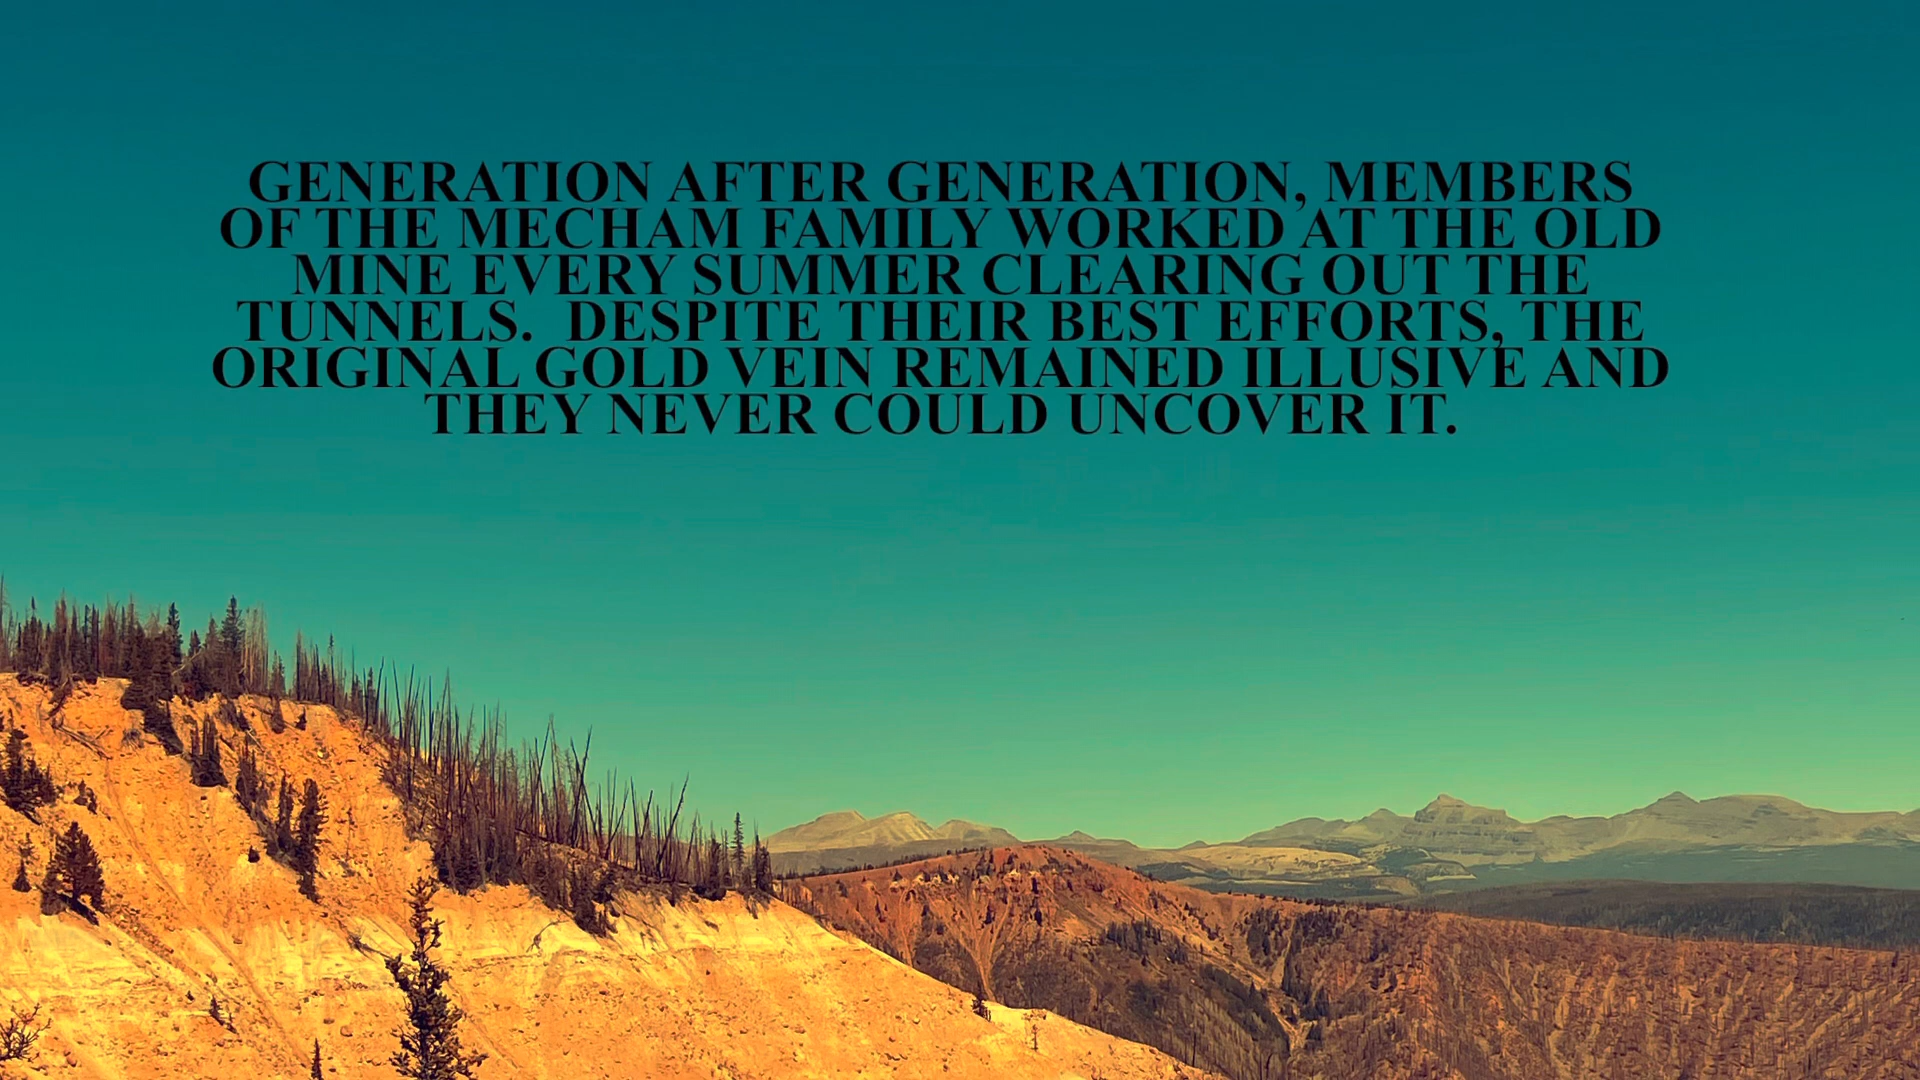 GENERATION AFTER GENERATION, MEMBERS
OF THE MECHAM FAMILY WORKED AT THE OLD
MINE EVERY SUMMER CLEARING OUT THE
TUNNELS.  DESPITE THEIR BEST EFFORTS, THE
ORIGINAL GOLD VEIN REMAINED ILLUSIVE AND
THEY NEVER COULD UNCOVER IT.